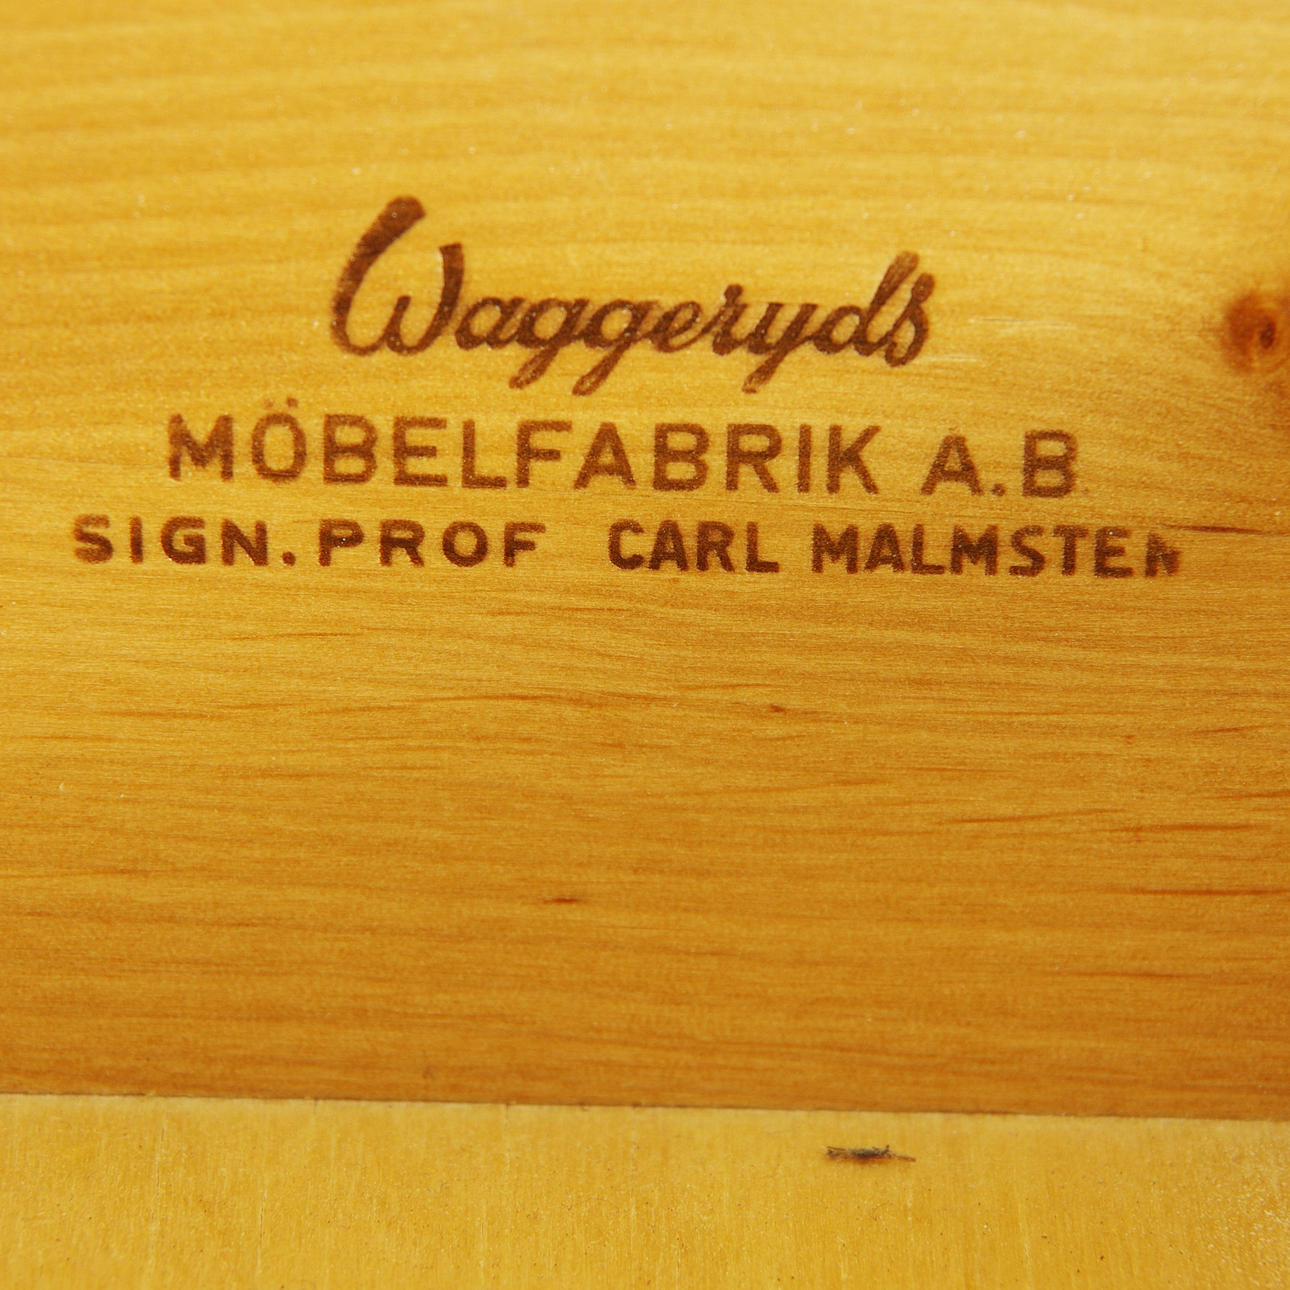 Waggeryds
MÖBELFABRIK A.B.
SIGN. PROF CARL MALMSTEN